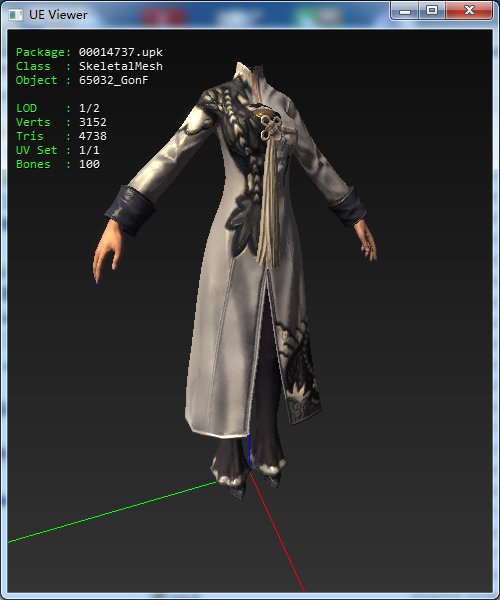 UE Viewer
Package: 00014737.upk
Class : SkeletalMesh
Object : 65032_GonF
LOD : 1/2
Verts : 3152
Tris : 4738
UV Set : 1/1
Bones : 100